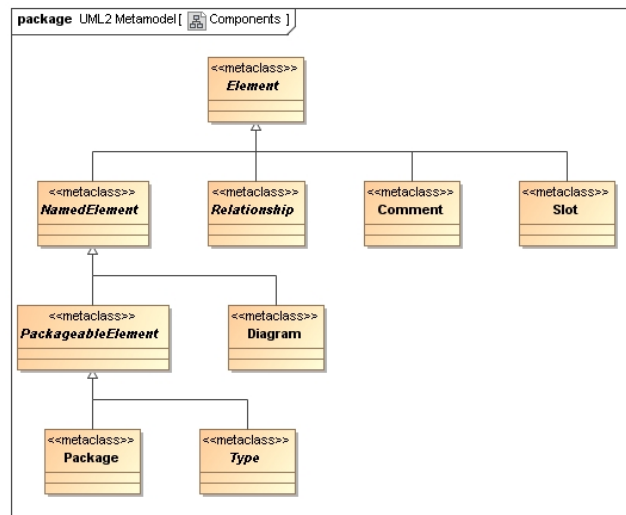 package UML2 Metamodel [ Components ]
<<metaclass>>
Element
<<metaclass>>
NamedElement
<<metaclass>>
Relationship
<<metaclass>>
Comment
<<metaclass>>
Slot
<<metaclass>>
PackageableElement
<<metaclass>>
Diagram
<<metaclass>>
Package
<<metaclass>>
Type